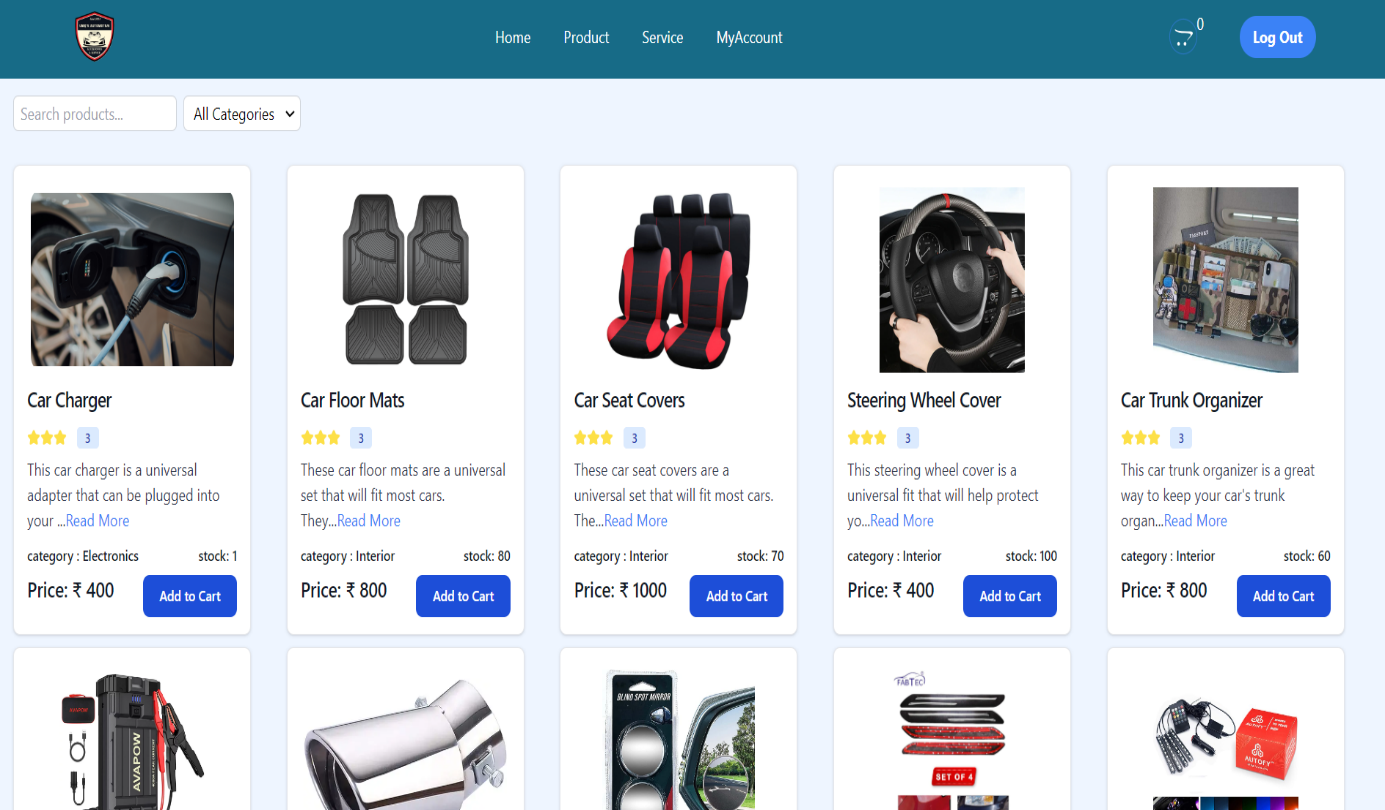 Home Product Service MyAccount 0 Log Out
Search products... All Categories
Car Charger
3
This car charger is a universal
adapter that can be plugged into
your ...Read More
category : Electronics stock: 1
Price: ₹ 400 Add to Cart
Car Floor Mats
3
These car floor mats are a universal
set that will fit most cars.
They...Read More
category : Interior stock: 80
Price: ₹ 800 Add to Cart
Car Seat Covers
3
These car seat covers are a
universal set that will fit most cars.
The...Read More
category : Interior stock: 70
Price: ₹ 1000 Add to Cart
Steering Wheel Cover
3
This steering wheel cover is a
universal fit that will help protect
yo...Read More
category : Interior stock: 100
Price: ₹ 400 Add to Cart
Car Trunk Organizer
3
This car trunk organizer is a great
way to keep your car's trunk
organ...Read More
category : Interior stock: 60
Price: ₹ 800 Add to Cart
AVAPOW
BLIND SPOT MIRROR
FABTEC
SET OF 4
AUTOFY